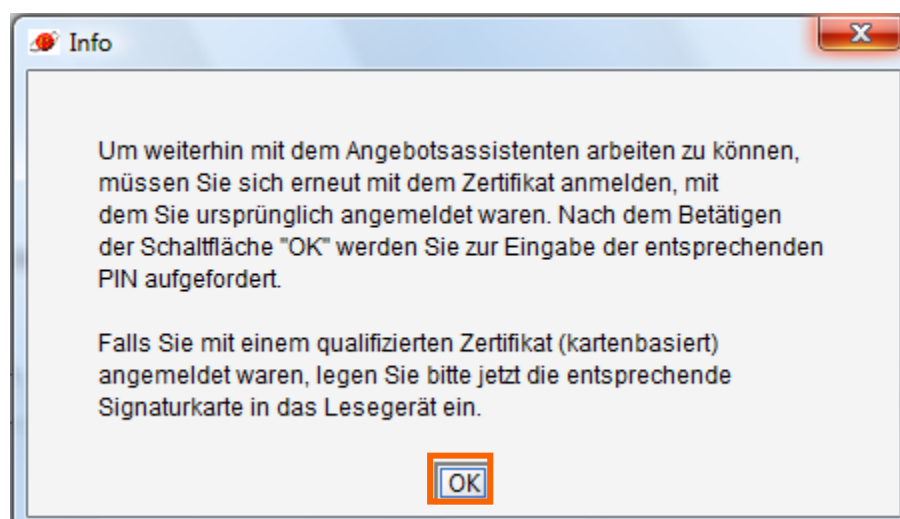 Info
Um weiterhin mit dem Angebotsassistenten arbeiten zu können,
müssen Sie sich erneut mit dem Zertifikat anmelden, mit
dem Sie ursprünglich angemeldet waren. Nach dem Betätigen
der Schaltfläche "OK" werden Sie zur Eingabe der entsprechenden
PIN aufgefordert.
Falls Sie mit einem qualifizierten Zertifikat (kartenbasiert)
angemeldet waren, legen Sie bitte jetzt die entsprechende
Signaturkarte in das Lesegerät ein.
OK